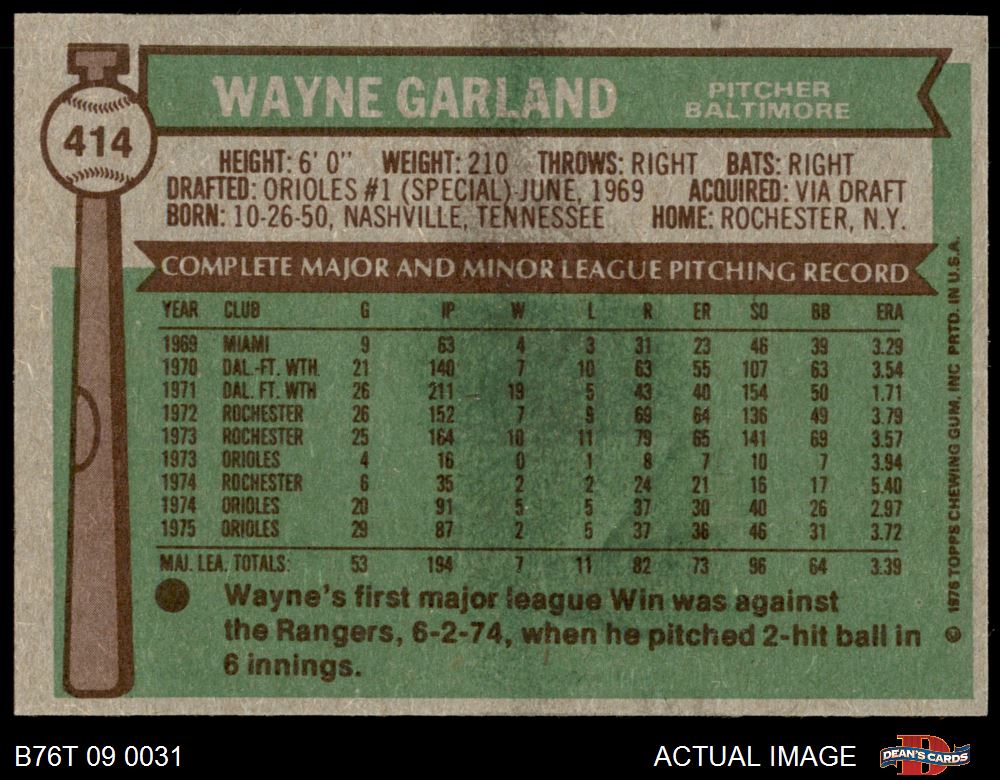 WAYNE GARLAND
PITCHER
BALTIMORE
414
HEIGHT: 6' 0" WEIGHT: 210 THROWS: RIGHT BATS: RIGHT
DRAFTED: ORIOLES #1 (SPECIAL) JUNE, 1969 ACQUIRED: VIA DRAFT
BORN: 10-26-50, NASHVILLE, TENNESSEE HOME: ROCHESTER, N.Y.
COMPLETE MAJOR AND MINOR LEAGUE PITCHING RECORD
YEAR CLUB G IP W L R ER SO BB ERA
1969 MIAMI 9 63 4 3 31 23 46 39 3.29
1970 DAL.-FT. WTH. 21 140 7 10 63 55 107 63 3.54
1971 DAL. FT. WTH 26 211 19 5 43 40 154 50 1.71
1972 ROCHESTER 26 152 7 9 69 64 136 49 3.79
1973 ROCHESTER 25 164 10 11 79 65 141 69 3.57
1973 ORIOLES 4 16 0 1 8 7 10 7 3.94
1974 ROCHESTER 6 35 2 2 24 21 16 17 5.40
1974 ORIOLES 20 91 5 5 37 30 40 26 2.97
1975 ORIOLES 29 87 2 5 37 36 46 31 3.72
MAJ. LEA. TOTALS: 53 194 7 11 82 73 96 64 3.39
Wayne's first major league Win was against
the Rangers, 6-2-74, when he pitched 2-hit ball in
6 innings.
© 1976 TOPPS CHEWING GUM, INC PRTD. IN U.S.A.
B76T 09 0031
ACTUAL IMAGE
DEAN'S CARDS